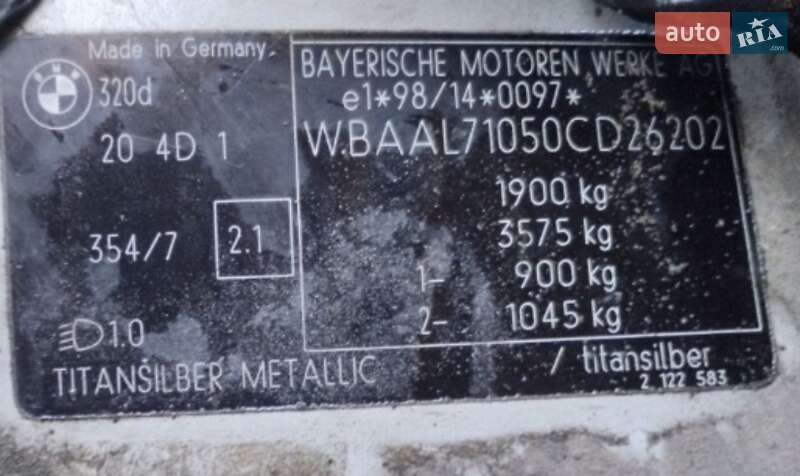 auto RIA.com
Made in Germany
BMW
320d
20 4D 1
354/7 2.1
1.0
TITANSILBER METALLIC
BAYERISCHE MOTOREN WERKE AG
e1*98/14*0097*
WBAAL71050CD26202
1900 kg
3575 kg
1- 900 kg
2- 1045 kg
/ titansilber
2 122 583